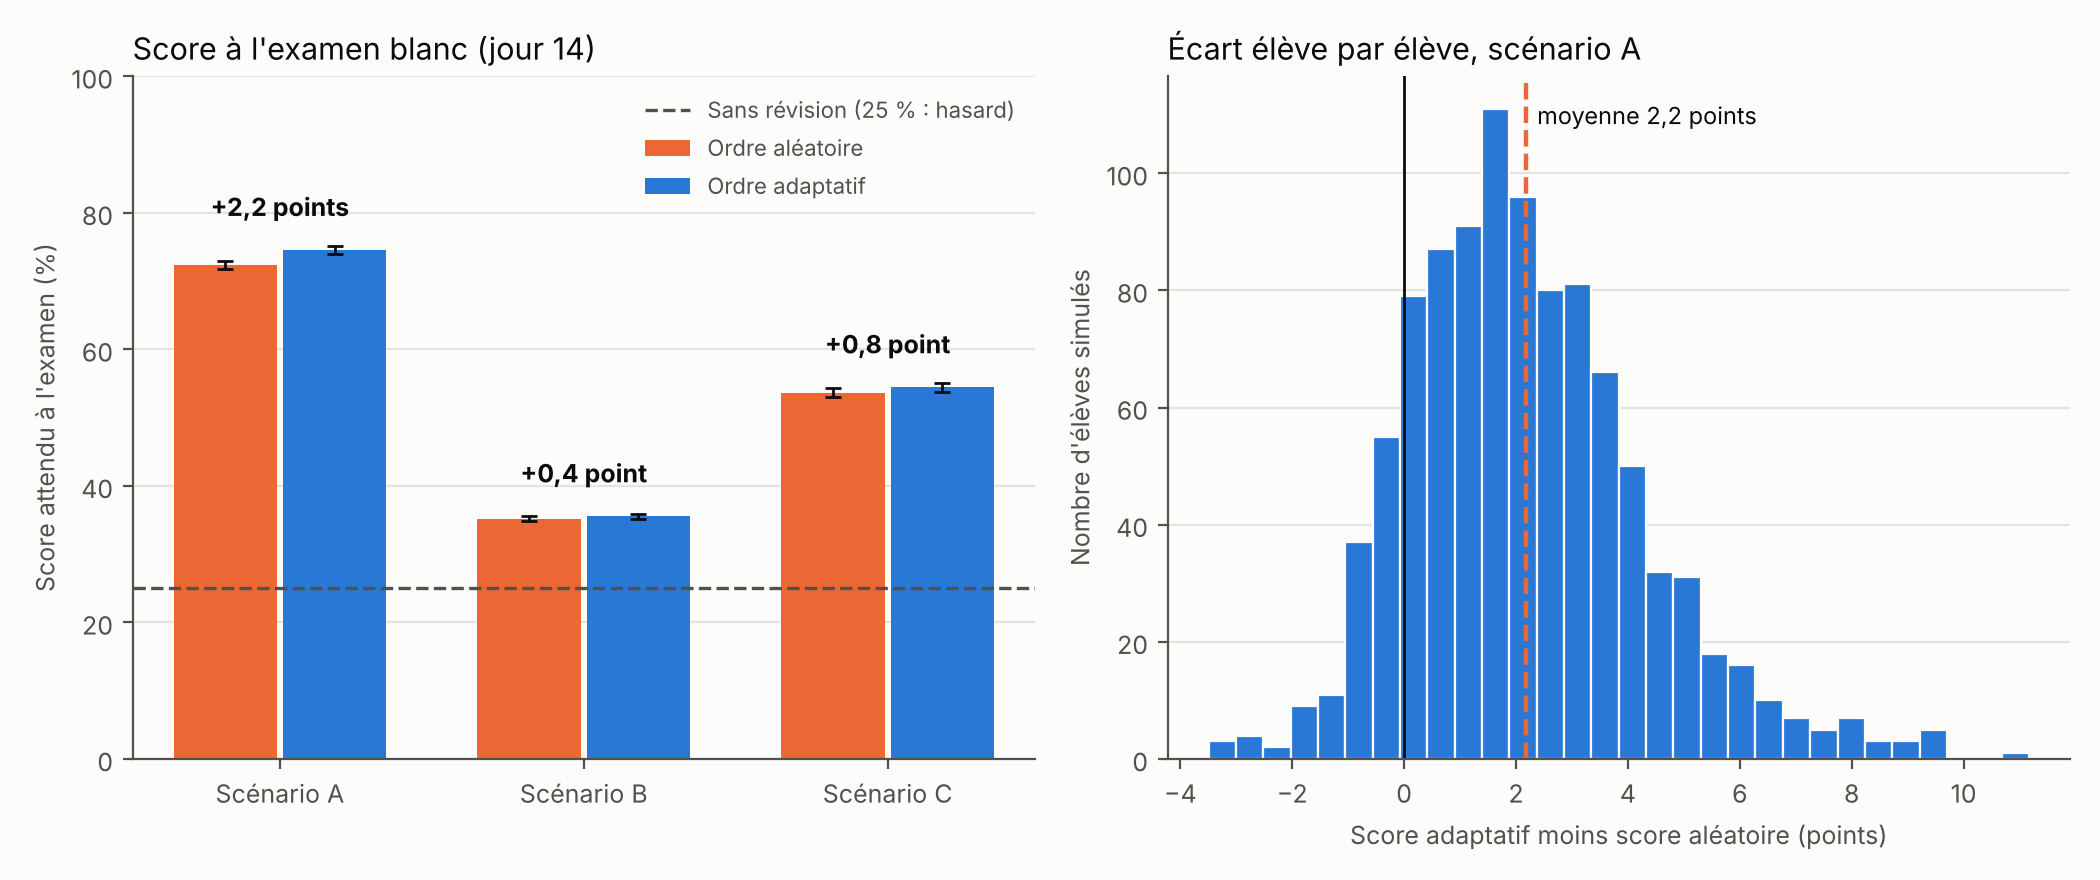 Score à l'examen blanc (jour 14)
Score attendu à l'examen (%)
100
80
60
40
20
0
Sans révision (25 % : hasard)
Ordre aléatoire
Ordre adaptatif
+2,2 points
+0,4 point
+0,8 point
Scénario A
Scénario B
Scénario C
Écart élève par élève, scénario A
Nombre d'élèves simulés
100
80
60
40
20
0
moyenne 2,2 points
−4
−2
0
2
4
6
8
10
Score adaptatif moins score aléatoire (points)